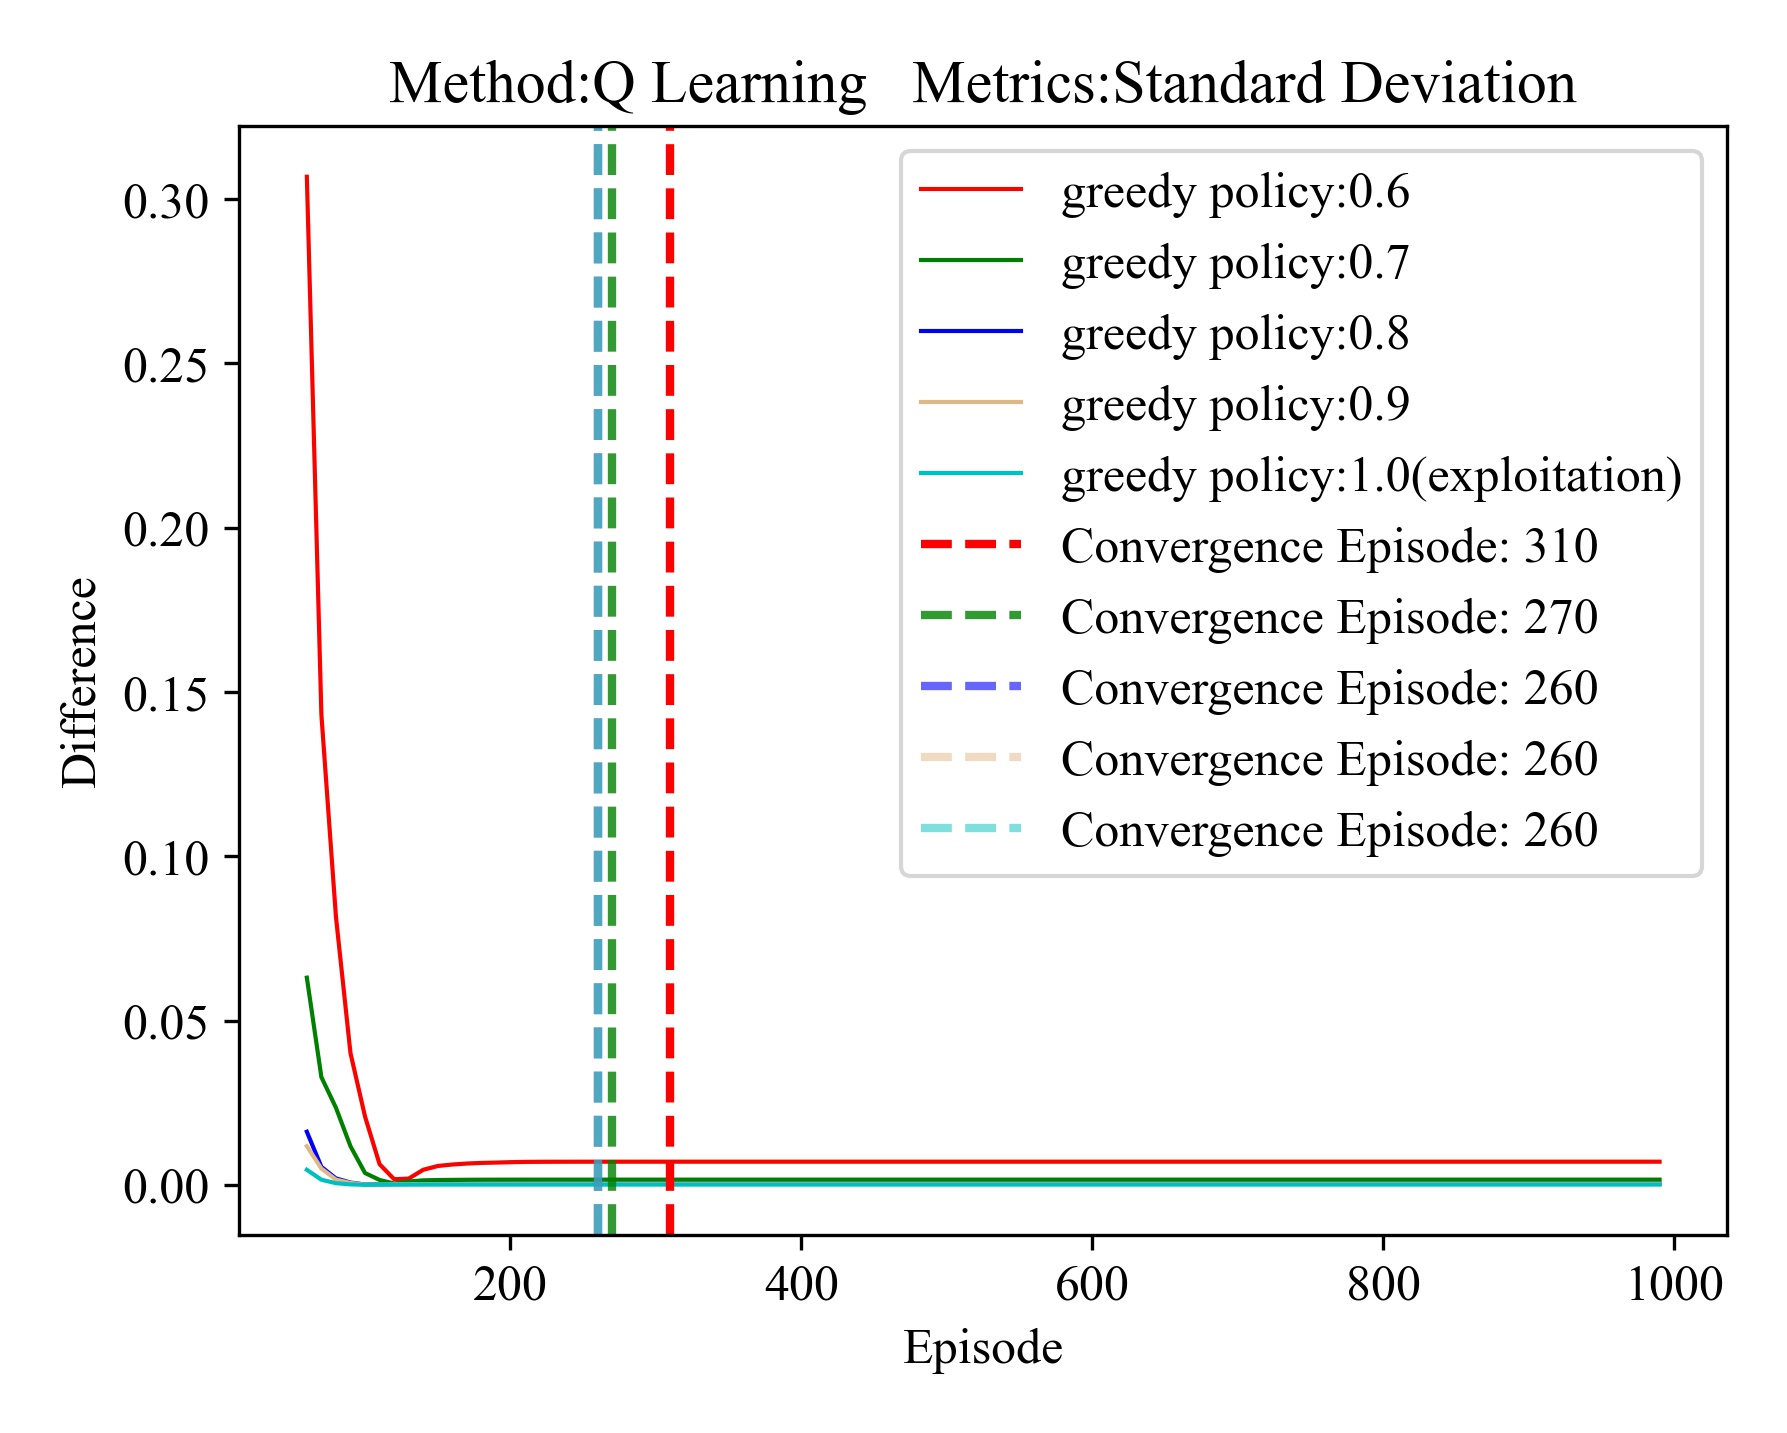 Method:Q Learning   Metrics:Standard Deviation
0.30
0.25
0.20
0.15
0.10
0.05
0.00
Difference
greedy policy:0.6
greedy policy:0.7
greedy policy:0.8
greedy policy:0.9
greedy policy:1.0(exploitation)
Convergence Episode: 310
Convergence Episode: 270
Convergence Episode: 260
Convergence Episode: 260
Convergence Episode: 260
200 400 600 800 1000
Episode